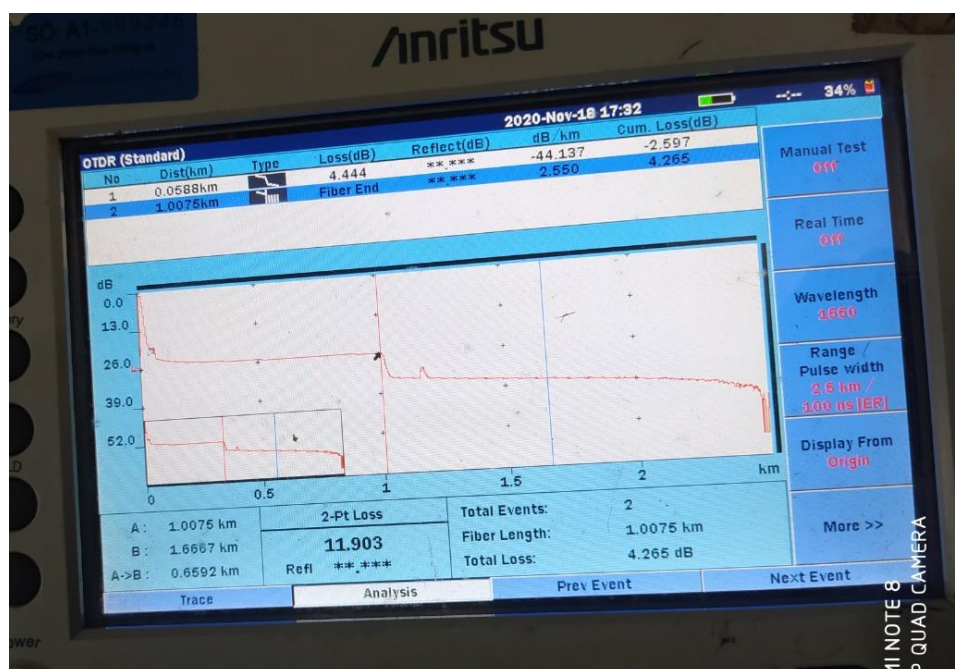 SO A1-009246
Anritsu
2020-Nov-18 17:32
--:-- 34%
OTDR (Standard)
No Dist(km) Type Loss(dB) Reflect(dB) dB/km Cum. Loss(dB)
1 0.0588km 4.444 **.*** -44.137 -2.597
2 1.0075km Fiber End **.*** 2.550 4.265
dB
0.0
13.0
26.0
39.0
52.0
0 0.5 1 1.5 2 km
A: 1.0075 km
B: 1.6667 km
A->B: 0.6592 km
2-Pt Loss
11.903
Refl **.***
Total Events: 2
Fiber Length: 1.0075 km
Total Loss: 4.265 dB
Trace Analysis Prev Event Next Event
Manual Test
Off
Real Time
Off
Wavelength
1550
Range /
Pulse width
2.5 km /
100 ns [ER]
Display From
Origin
More >>
MI NOTE 8
QUAD CAMERA